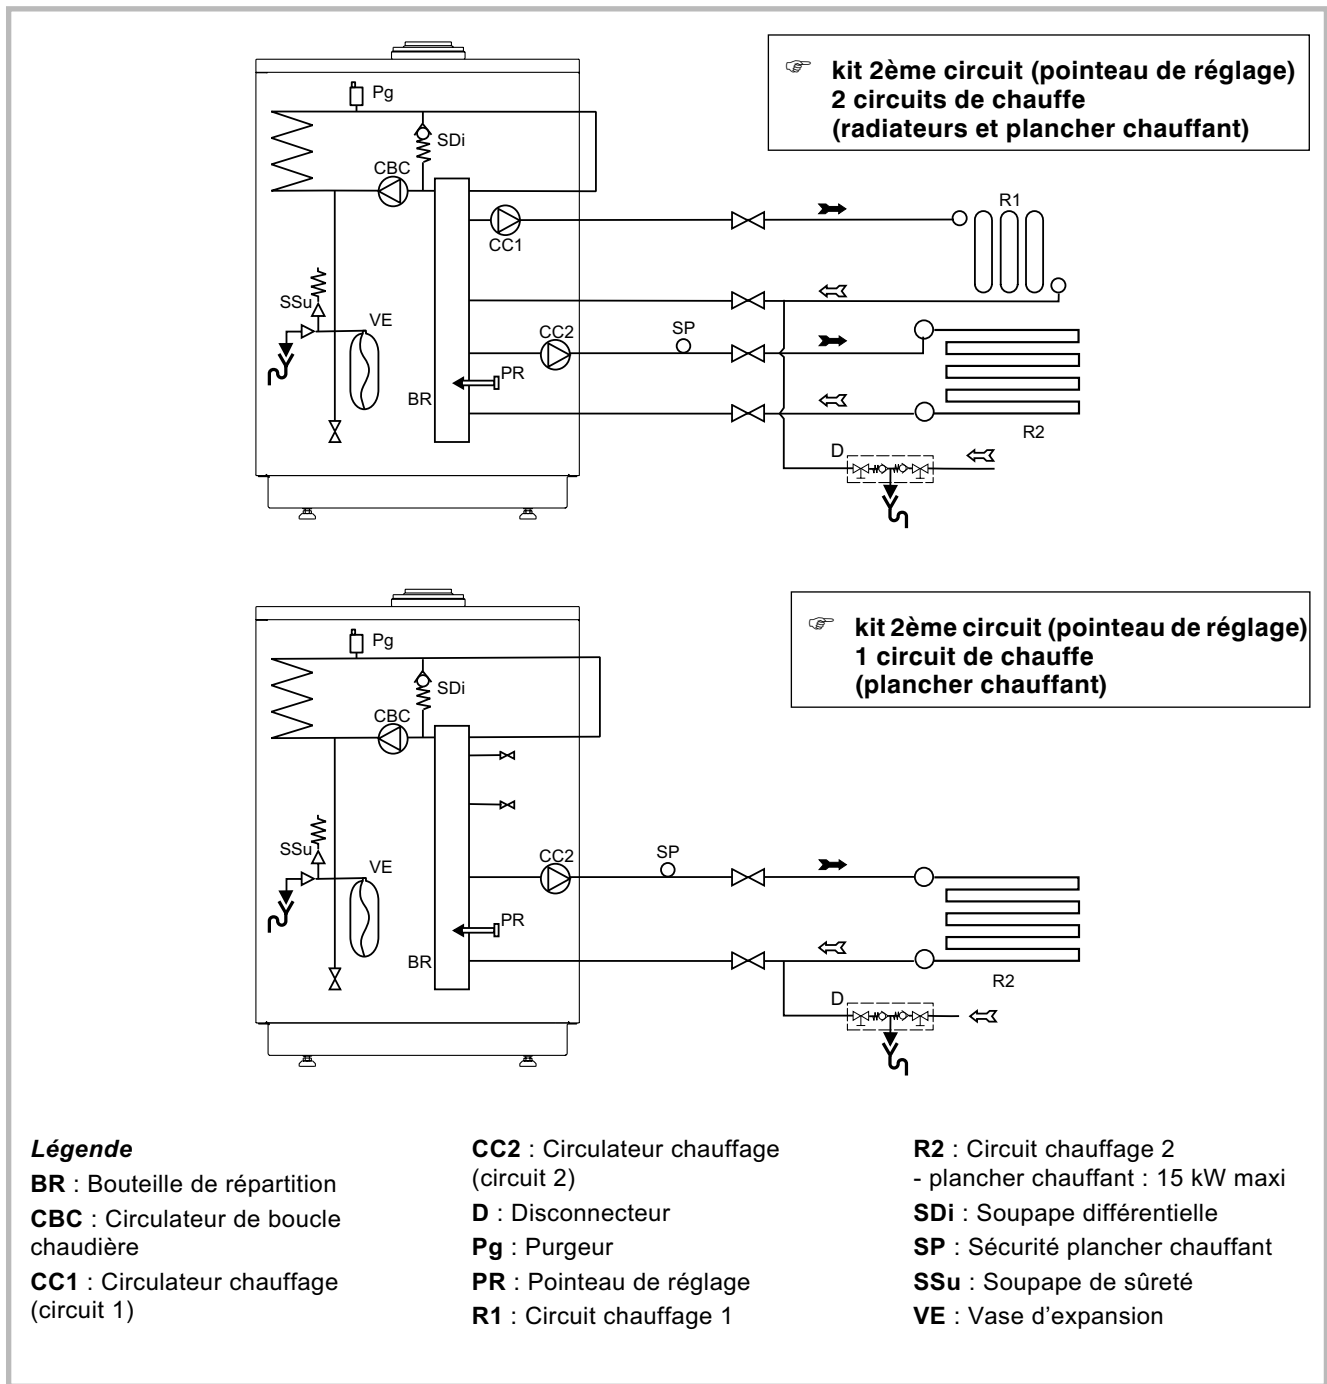 ☞ kit 2ème circuit (pointeau de réglage)
2 circuits de chauffe
(radiateurs et plancher chauffant)
Pg
SDi
CBC
R1
CC1
SSu
VE
CC2
SP
PR
BR
R2
D
☞ kit 2ème circuit (pointeau de réglage)
1 circuit de chauffe
(plancher chauffant)
Pg
SDi
CBC
SSu
VE
CC2
SP
PR
BR
R2
D
Légende
BR : Bouteille de répartition
CBC : Circulateur de boucle
chaudière
CC1 : Circulateur chauffage
(circuit 1)
CC2 : Circulateur chauffage
(circuit 2)
D : Disconnecteur
Pg : Purgeur
PR : Pointeau de réglage
R1 : Circuit chauffage 1
R2 : Circuit chauffage 2
- plancher chauffant : 15 kW maxi
SDi : Soupape différentielle
SP : Sécurité plancher chauffant
SSu : Soupape de sûreté
VE : Vase d’expansion